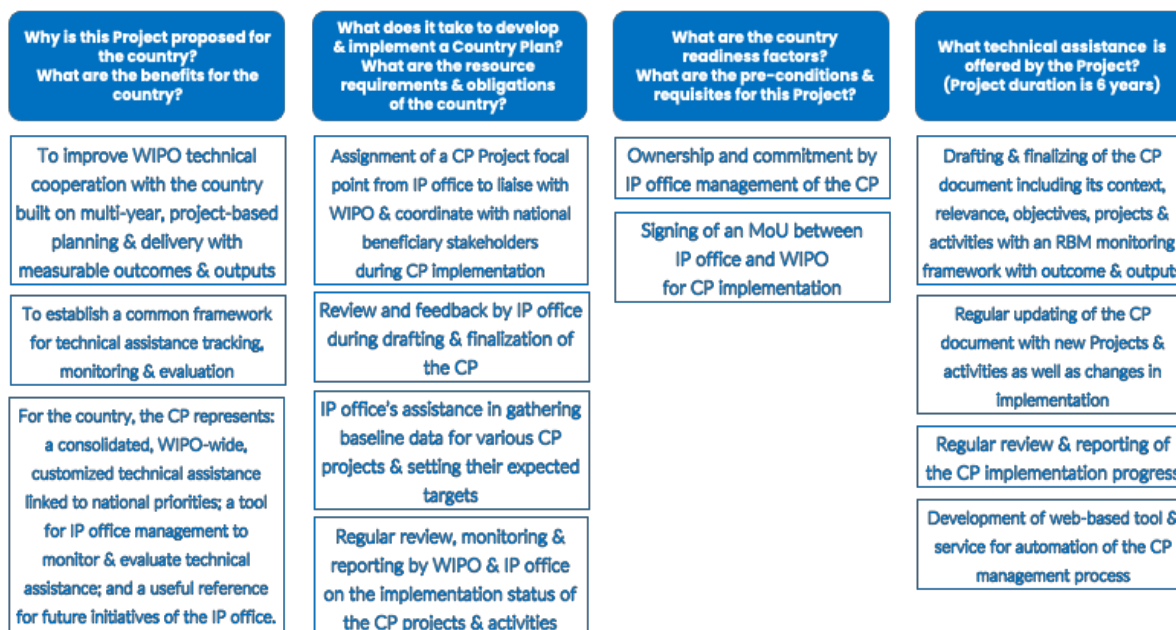 Why is this Project proposed for
the country?
What are the benefits for the
country?
To improve WIPO technical
cooperation with the country
built on multi-year, project-based
planning & delivery with
measurable outcomes & outputs
To establish a common framework
for technical assistance tracking,
monitoring & evaluation
For the country, the CP represents:
a consolidated, WIPO-wide,
customized technical assistance
linked to national priorities; a tool
for IP office management to
monitor & evaluate technical
assistance; and a useful reference
for future initiatives of the IP office.
What does it take to develop
& implement a Country Plan?
What are the resource
requirements & obligations
of the country?
Assignment of a CP Project focal
point from IP office to liaise with
WIPO & coordinate with national
beneficiary stakeholders
during CP implementation
Review and feedback by IP office
during drafting & finalization of
the CP
IP office's assistance in gathering
baseline data for various CP
projects & setting their expected
targets
Regular review, monitoring &
reporting by WIPO & IP office
on the implementation status of
the CP projects & activities
What are the country
readiness factors?
What are the pre-conditions &
requisites for this Project?
Ownership and commitment by
IP office management of the CP
Signing of an MoU between
IP office and WIPO
for CP implementation
What technical assistance is
offered by the Project?
(Project duration is 6 years)
Drafting & finalizing of the CP
document including its context,
relevance, objectives, projects &
activities with an RBM monitoring
framework with outcome & outputs
Regular updating of the CP
document with new Projects &
activities as well as changes in
implementation
Regular review & reporting of
the CP implementation progress
Development of web-based tool &
service for automation of the CP
management process